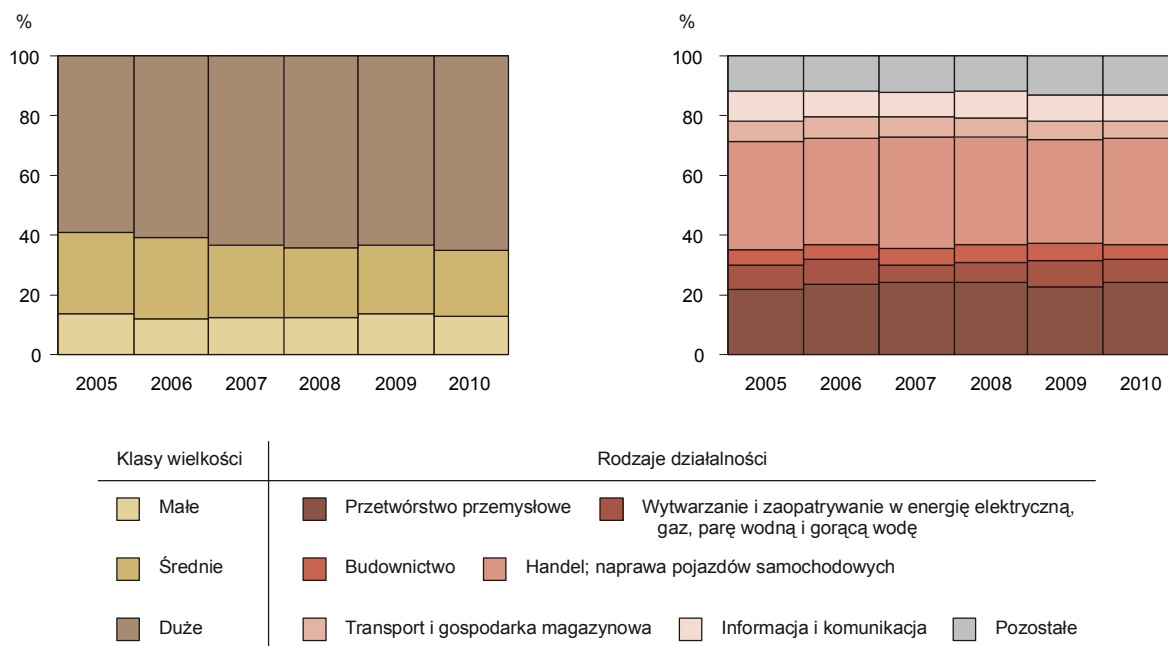 %
100
80
60
40
20
0
2005 2006 2007 2008 2009 2010
%
100
80
60
40
20
0
2005 2006 2007 2008 2009 2010
Klasy wielkości Rodzaje działalności
Małe Przetwórstwo przemysłowe Wytwarzanie i zaopatrywanie w energię elektryczną,
gaz, parę wodną i gorącą wodę
Średnie Budownictwo Handel; naprawa pojazdów samochodowych
Duże Transport i gospodarka magazynowa Informacja i komunikacja Pozostałe